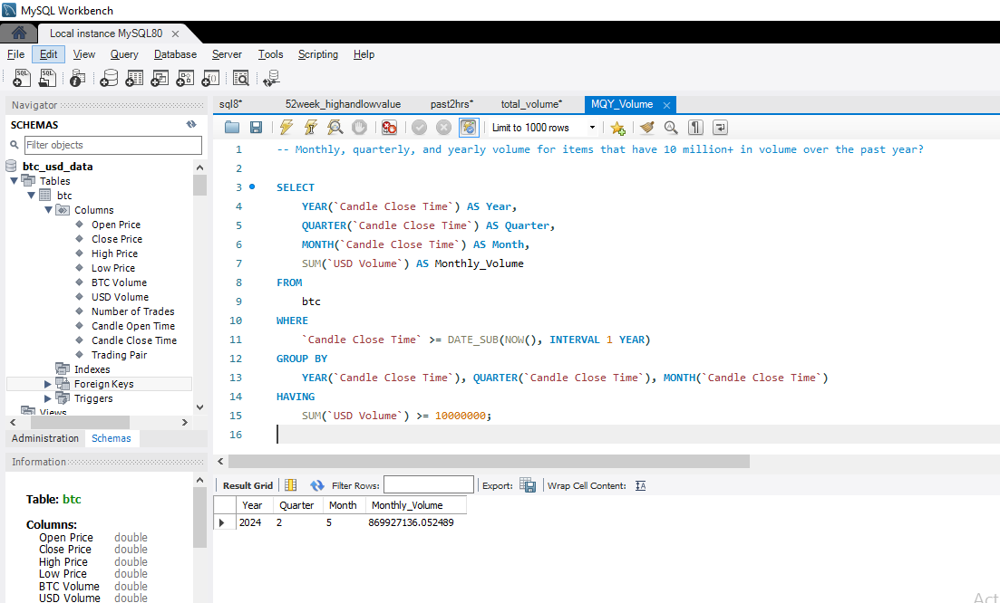 MySQL Workbench
Local instance MySQL80 ×
File Edit View Query Database Server Tools Scripting Help
Navigator
SCHEMAS
Filter objects
btc_usd_data
Tables
btc
Columns
Open Price
Close Price
High Price
Low Price
BTC Volume
USD Volume
Number of Trades
Candle Open Time
Candle Close Time
Trading Pair
Indexes
Foreign Keys
Triggers
Views
Administration Schemas
Information
Table: btc
Columns:
Open Price double
Close Price double
High Price double
Low Price double
BTC Volume double
USD Volume double
sql8* 52week_highandlowvalue past2hrs* total_volume* MQY_Volume ×
Limit to 1000 rows
1 -- Monthly, quarterly, and yearly volume for items that have 10 million+ in volume over the past year?
2
3 SELECT
4 YEAR(`Candle Close Time`) AS Year,
5 QUARTER(`Candle Close Time`) AS Quarter,
6 MONTH(`Candle Close Time`) AS Month,
7 SUM(`USD Volume`) AS Monthly_Volume
8 FROM
9 btc
10 WHERE
11 `Candle Close Time` >= DATE_SUB(NOW(), INTERVAL 1 YEAR)
12 GROUP BY
13 YEAR(`Candle Close Time`), QUARTER(`Candle Close Time`), MONTH(`Candle Close Time`)
14 HAVING
15 SUM(`USD Volume`) >= 10000000;
16
Result Grid Filter Rows: Export: Wrap Cell Content:
Year Quarter Month Monthly_Volume
2024 2 5 869927136.052489